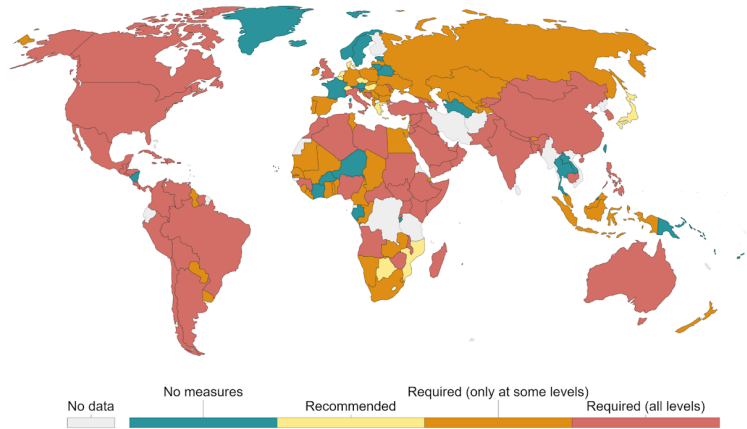 No measures
Required (only at some levels)
No data
Recommended
Required (all levels)